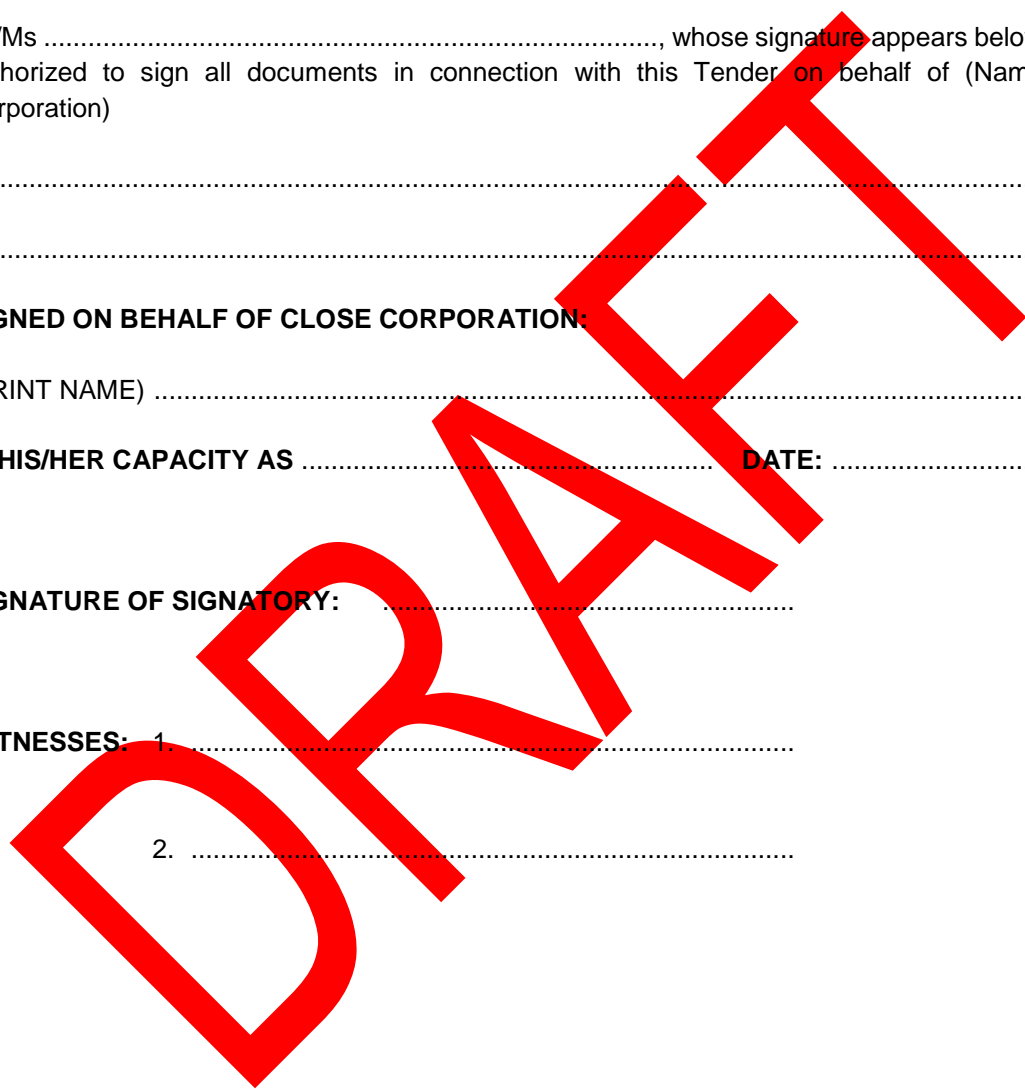 /Ms ..................................................................................., whose signature appears belo
horized to sign all documents in connection with this Tender on behalf of (Nam
rporation)
...........................................................................................................................................
...........................................................................................................................................
GNED ON BEHALF OF CLOSE CORPORATION:
RINT NAME) .....................................................................................................................
HIS/HER CAPACITY AS ........................................................ DATE: ..........................
GNATURE OF SIGNATORY: ........................................................
TNESSES: 1. ..................................................................................
2. ..................................................................................
DRAFT